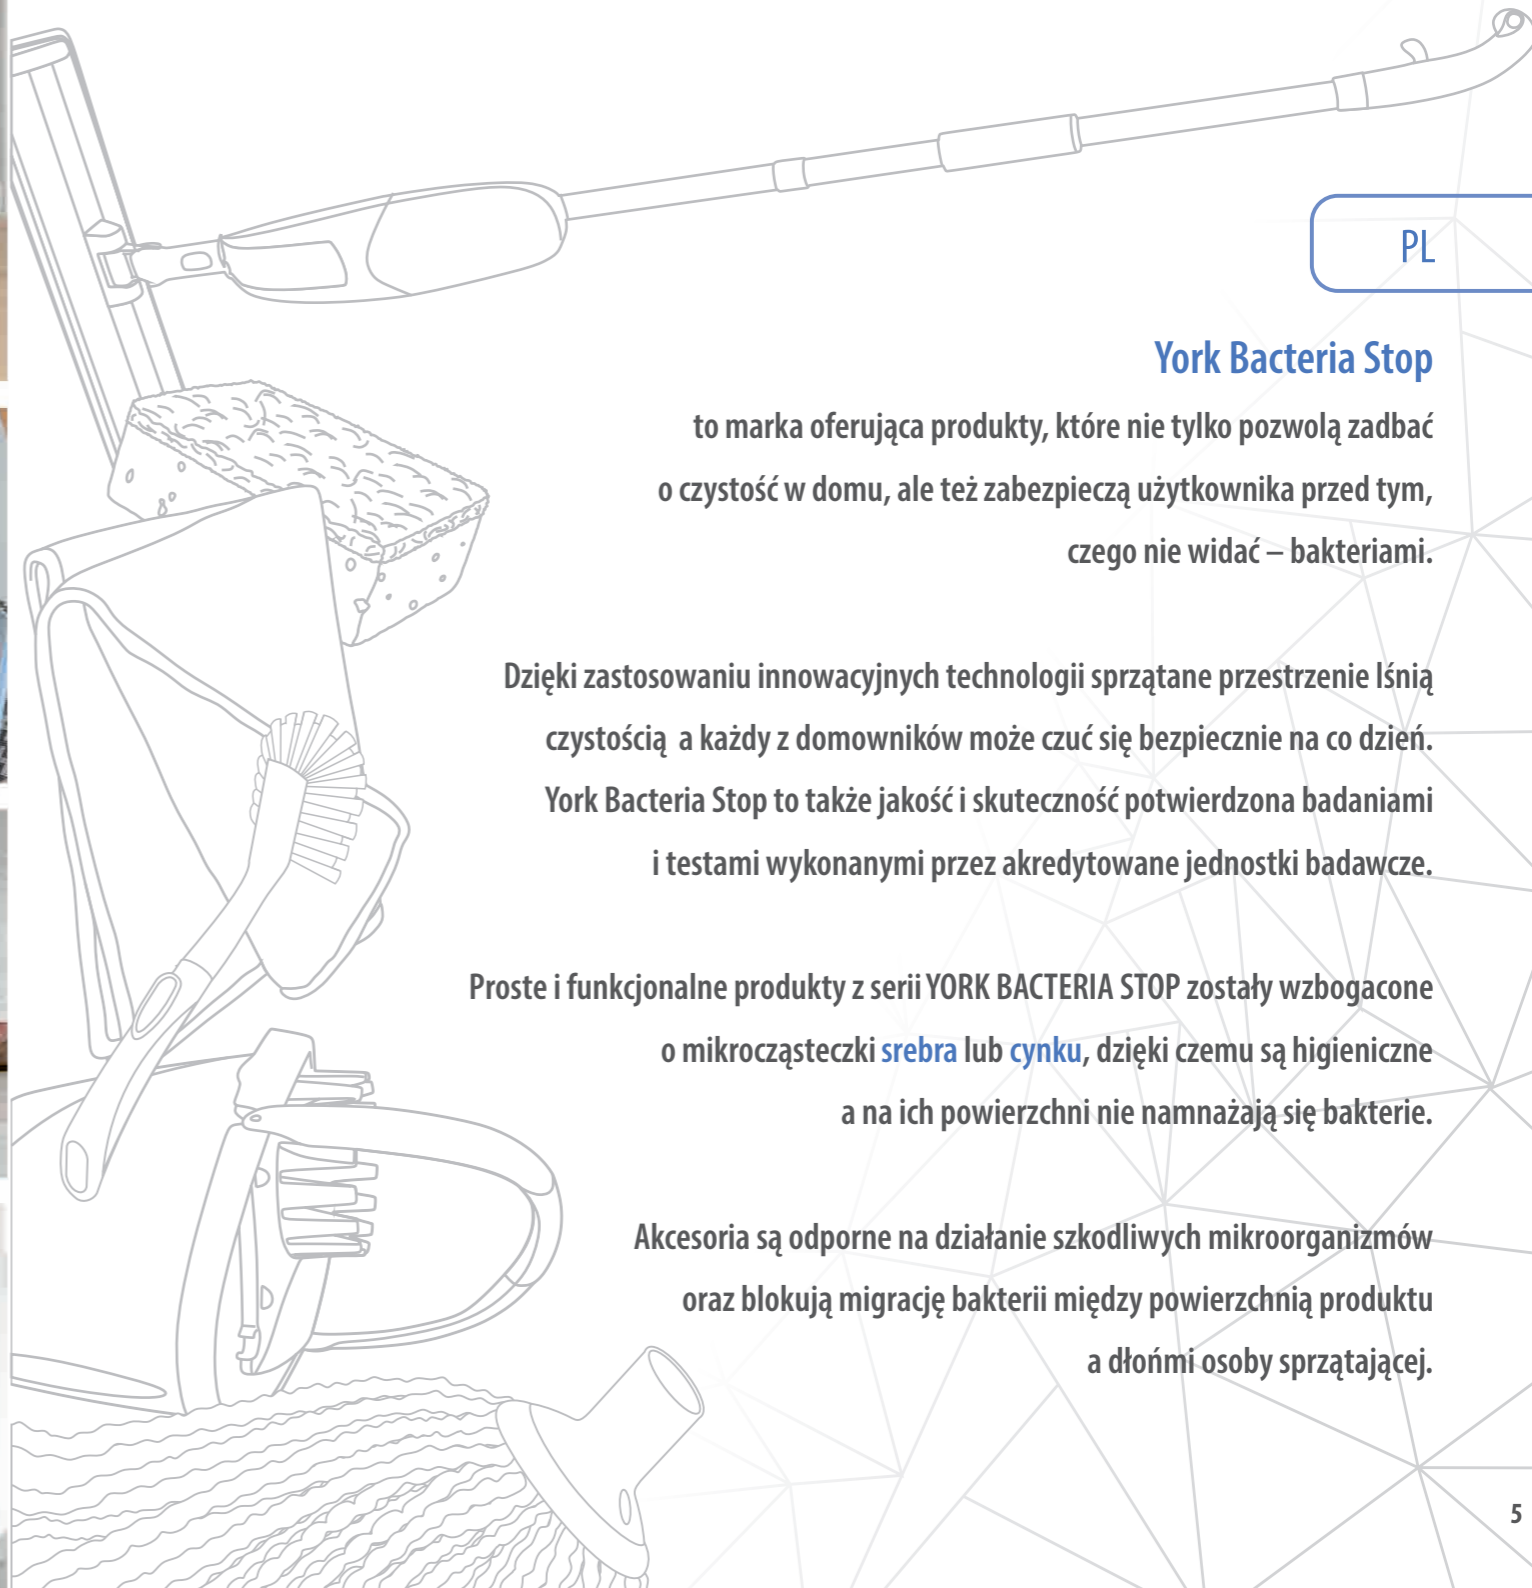 PL
York Bacteria Stop
to marka oferująca produkty, które nie tylko pozwolą zadbać
o czystość w domu, ale też zabezpieczą użytkownika przed tym,
czego nie widać – bakteriami.
Dzięki zastosowaniu innowacyjnych technologii sprzątane przestrzenie lśnią
czystością  a każdy z domowników może czuć się bezpiecznie na co dzień.
York Bacteria Stop to także jakość i skuteczność potwierdzona badaniami
i testami wykonanymi przez akredytowane jednostki badawcze.
Proste i funkcjonalne produkty z serii YORK BACTERIA STOP zostały wzbogacone
o mikrocząsteczki srebra lub cynku, dzięki czemu są higieniczne
a na ich powierzchni nie namnażają się bakterie.
Akcesoria są odporne na działanie szkodliwych mikroorganizmów
oraz blokują migrację bakterii między powierzchnią produktu
a dłońmi osoby sprzątającej.
5